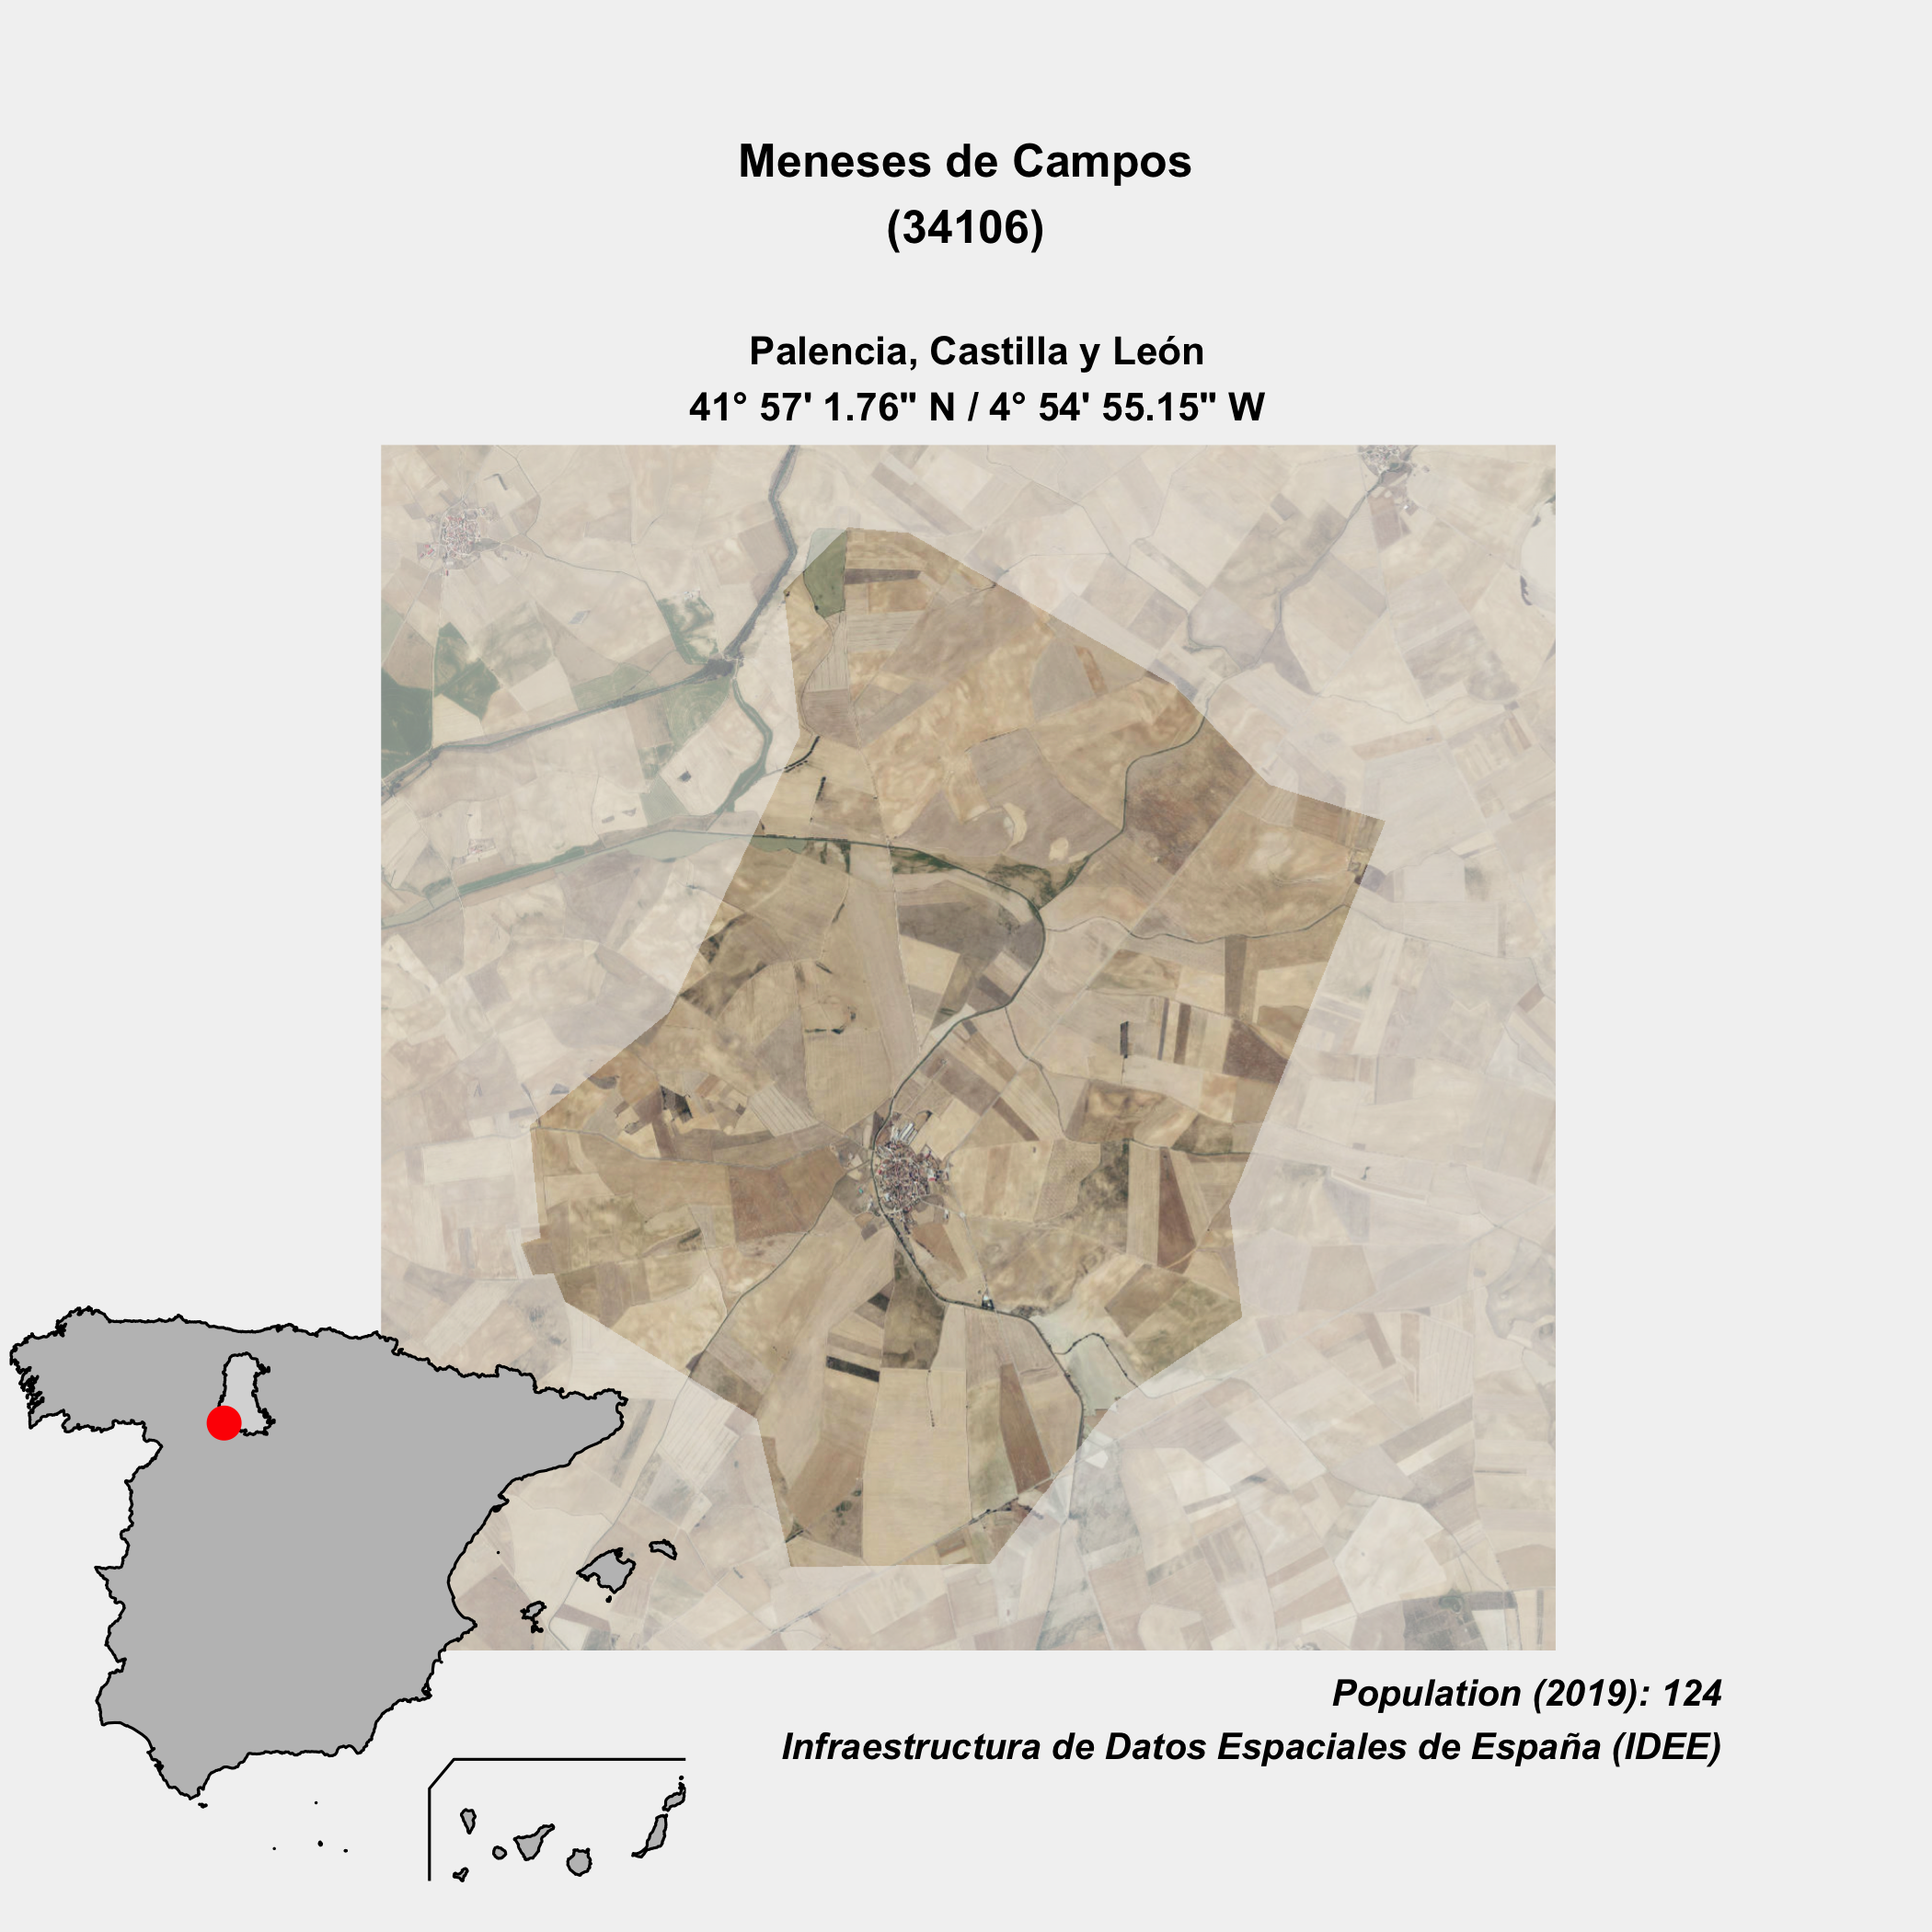 Meneses de Campos
(34106)
Palencia, Castilla y León
41° 57' 1.76" N / 4° 54' 55.15" W
Population (2019): 124
Infraestructura de Datos Espaciales de España (IDEE)